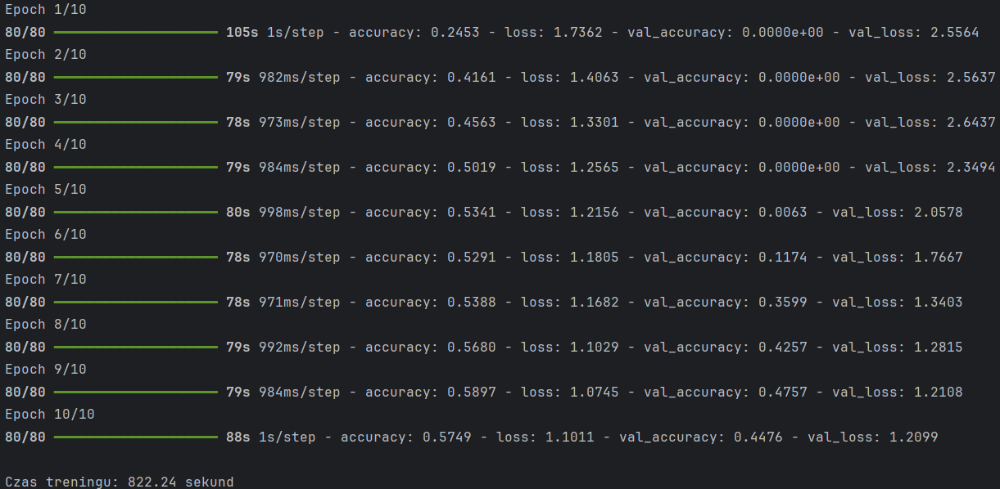 Epoch 1/10
80/80 ━━━━━━━━━━━━━━━━━━━━ 105s 1s/step - accuracy: 0.2453 - loss: 1.7362 - val_accuracy: 0.0000e+00 - val_loss: 2.5564
Epoch 2/10
80/80 ━━━━━━━━━━━━━━━━━━━━ 79s 982ms/step - accuracy: 0.4161 - loss: 1.4063 - val_accuracy: 0.0000e+00 - val_loss: 2.5637
Epoch 3/10
80/80 ━━━━━━━━━━━━━━━━━━━━ 78s 973ms/step - accuracy: 0.4563 - loss: 1.3301 - val_accuracy: 0.0000e+00 - val_loss: 2.6437
Epoch 4/10
80/80 ━━━━━━━━━━━━━━━━━━━━ 79s 984ms/step - accuracy: 0.5019 - loss: 1.2565 - val_accuracy: 0.0000e+00 - val_loss: 2.3494
Epoch 5/10
80/80 ━━━━━━━━━━━━━━━━━━━━ 80s 998ms/step - accuracy: 0.5341 - loss: 1.2156 - val_accuracy: 0.0063 - val_loss: 2.0578
Epoch 6/10
80/80 ━━━━━━━━━━━━━━━━━━━━ 78s 970ms/step - accuracy: 0.5291 - loss: 1.1805 - val_accuracy: 0.1174 - val_loss: 1.7667
Epoch 7/10
80/80 ━━━━━━━━━━━━━━━━━━━━ 78s 971ms/step - accuracy: 0.5388 - loss: 1.1682 - val_accuracy: 0.3599 - val_loss: 1.3403
Epoch 8/10
80/80 ━━━━━━━━━━━━━━━━━━━━ 79s 992ms/step - accuracy: 0.5680 - loss: 1.1029 - val_accuracy: 0.4257 - val_loss: 1.2815
Epoch 9/10
80/80 ━━━━━━━━━━━━━━━━━━━━ 79s 984ms/step - accuracy: 0.5897 - loss: 1.0745 - val_accuracy: 0.4757 - val_loss: 1.2108
Epoch 10/10
80/80 ━━━━━━━━━━━━━━━━━━━━ 88s 1s/step - accuracy: 0.5749 - loss: 1.1011 - val_accuracy: 0.4476 - val_loss: 1.2099
Czas treningu: 822.24 sekund